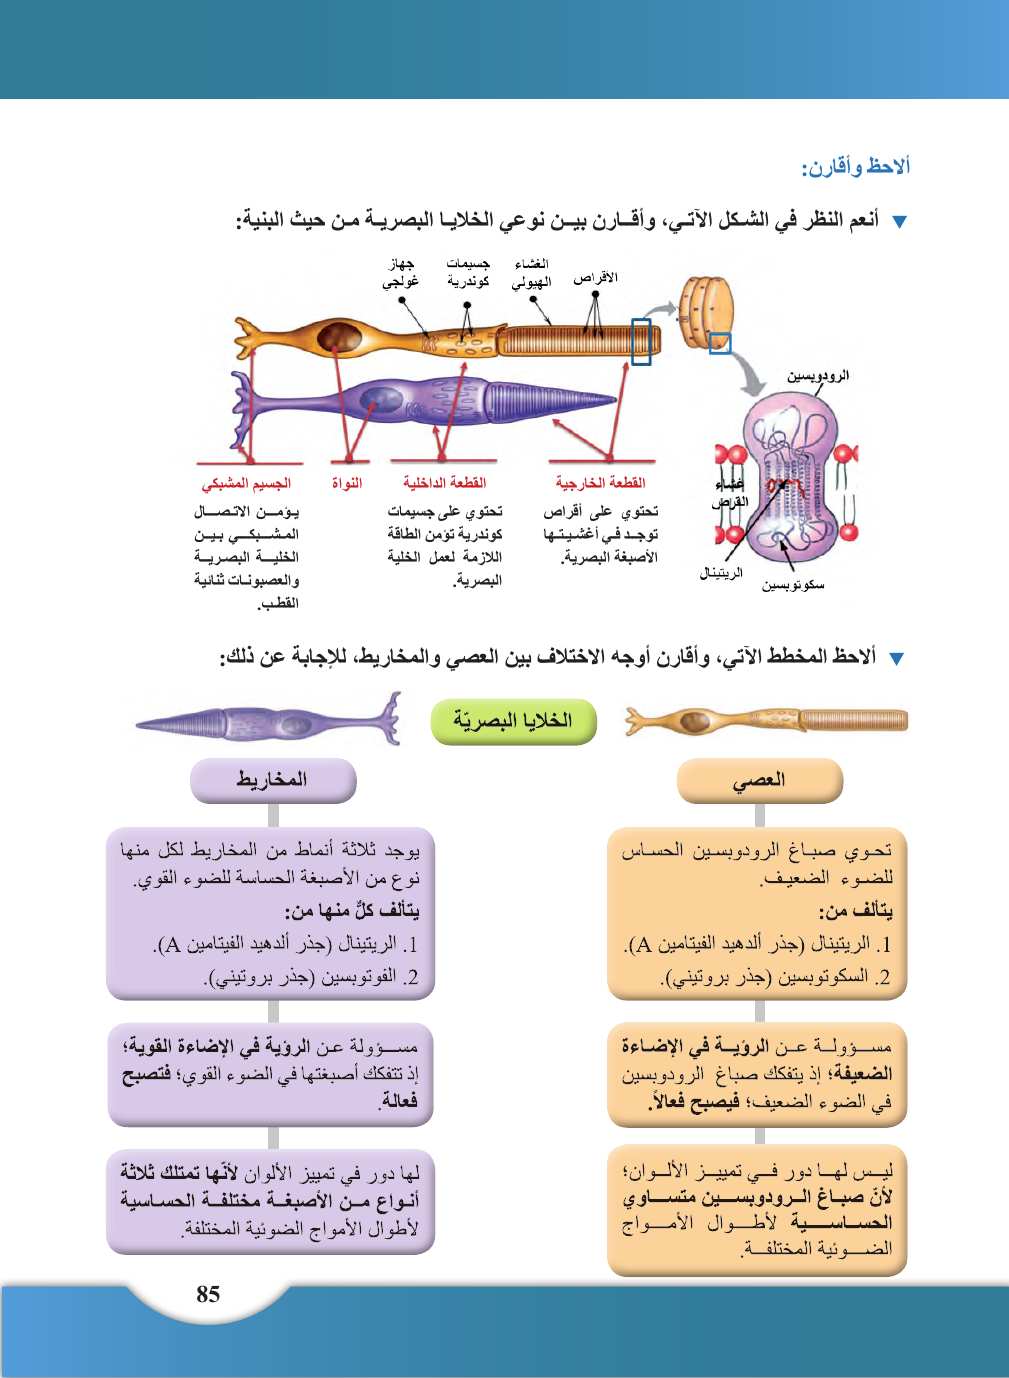 ألاحظ وأقارن:
▼ أنعم النظر في الشكل الآتي، وأقارن بين نوعي الخلايا البصرية من حيث البنية:
الأقراص
الغشاء
الهيولي
جسيمات
كوندرية
جهاز
غولجي
الرودوبسين
غشاء
القرص
الريتينال
سكوتوبسين
القطعة الخارجية
تحتوي على أقراص
توجد في أغشيتها
الأصبغة البصرية.
القطعة الداخلية
تحتوي على جسيمات
كوندرية تؤمن الطاقة
اللازمة لعمل الخلية
البصرية.
النواة
الجسيم المشبكي
يؤمن الاتصال
المشبكي بين
الخلية البصرية
والعصبونات ثنائية
القطب.
▼ ألاحظ المخطط الآتي، وأقارن أوجه الاختلاف بين العصي والمخاريط، للإجابة عن ذلك:
الخلايا البصريّة
العصي
تحوي صباغ الرودوبسين الحساس
للضوء الضعيف.
يتألف من:
1. الريتينال (جذر ألدهيد الفيتامين A).
2. السكوتوبسين (جذر بروتيني).
مسؤولة عن الرؤية في الإضاءة
الضعيفة؛ إذ يتفكك صباغ الرودوبسين
في الضوء الضعيف؛ فيصبح فعالاً.
ليس لها دور في تمييز الألوان؛
لأنّ صباغ الرودوبسين متساوي
الحساسية لأطوال الأمواج
الضوئية المختلفة.
المخاريط
يوجد ثلاثة أنماط من المخاريط لكل منها
نوع من الأصبغة الحساسة للضوء القوي.
يتألف كلٌّ منها من:
1. الريتينال (جذر ألدهيد الفيتامين A).
2. الفوتوبسين (جذر بروتيني).
مسؤولة عن الرؤية في الإضاءة القوية؛
إذ تتفكك أصبغتها في الضوء القوي؛ فتصبح
فعالة.
لها دور في تمييز الألوان لأنّها تمتلك ثلاثة
أنواع من الأصبغة مختلفة الحساسية
لأطوال الأمواج الضوئية المختلفة.
85